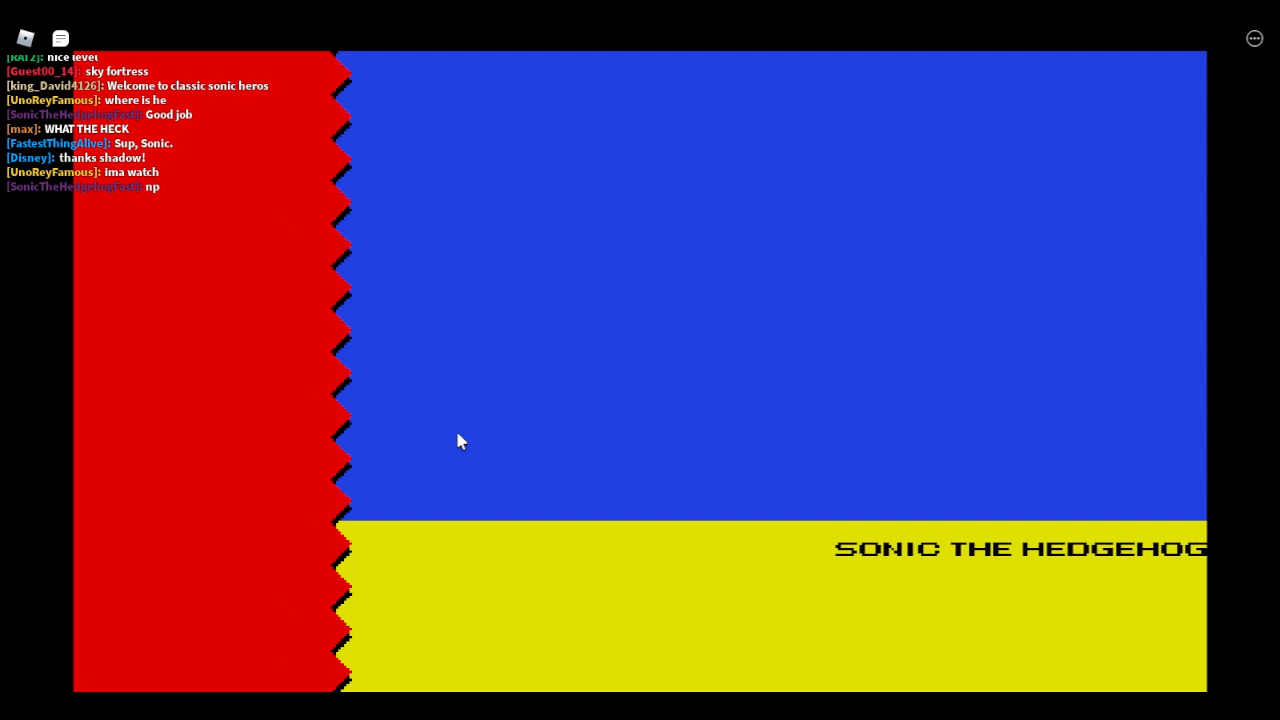 [RAT2]: nice level
[Guest00_14]: sky fortress
[king_David4126]: Welcome to classic sonic heros
[UnoReyFamous]: where is he
[SonicTheHedgehogFast]: Good job
[max]: WHAT THE HECK
[FastestThingAlive]: Sup, Sonic.
[Disney]: thanks shadow!
[UnoReyFamous]: ima watch
[SonicTheHedgehogFast]: np
SONIC THE HEDGEHOG